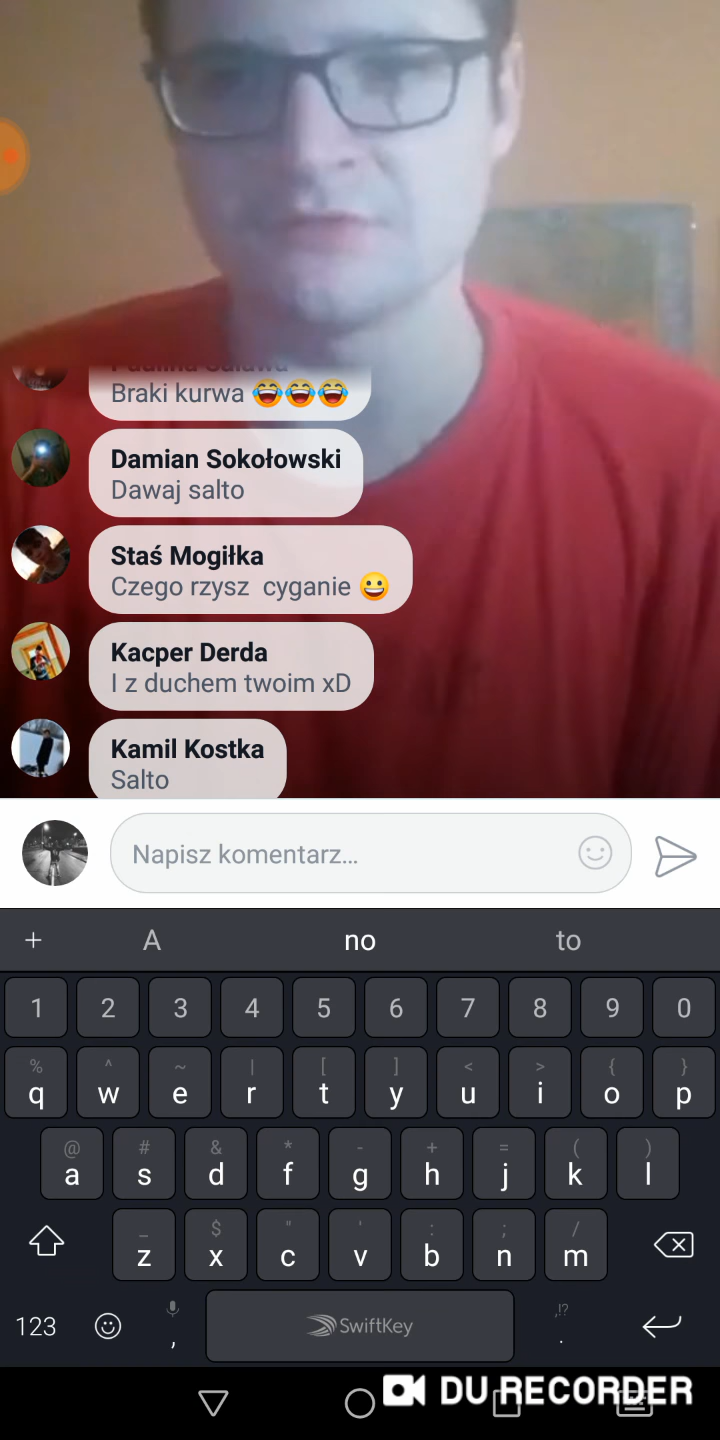 Braki kurwa 😂😂😂
Damian Sokołowski
Dawaj salto
Staś Mogiłka
Czego rzysz cyganie 😀
Kacper Derda
I z duchem twoim xD
Kamil Kostka
Salto
Napisz komentarz...
+ A no to
1 2 3 4 5 6 7 8 9 0
% ^ ~ | [ ] < > { }
q w e r t y u i o p
@ # & * - + = ( )
a s d f g h j k l
_ $ " ' : ; /
z x c v b n m
123 , SwiftKey ,!? .
DU RECORDER